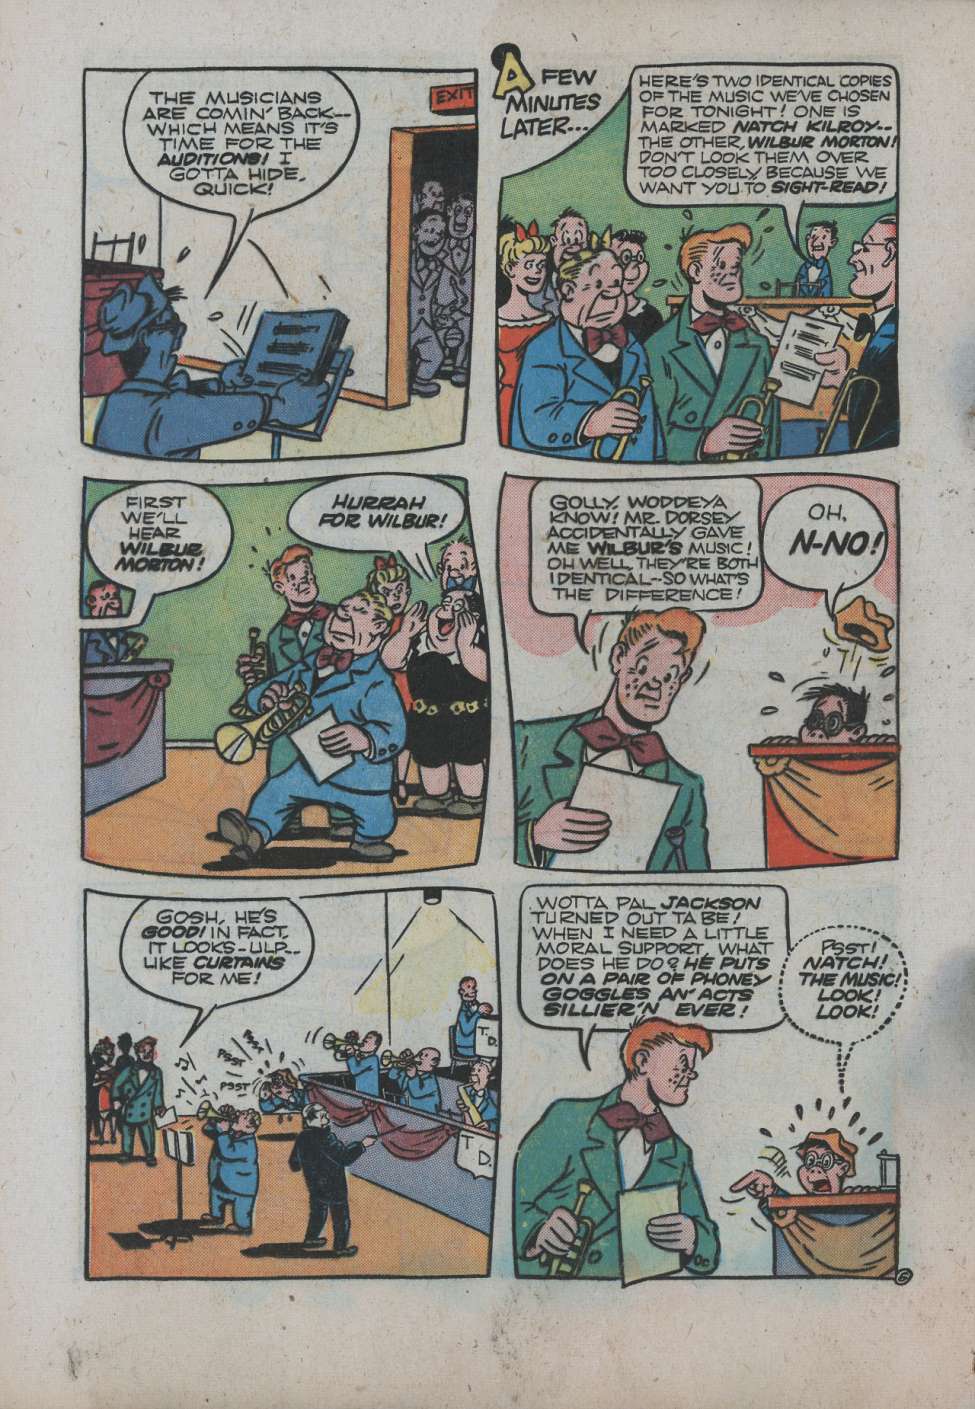 THE MUSICIANS
ARE COMIN' BACK--
WHICH MEANS IT'S
TIME FOR THE
AUDITIONS! I
GOTTA HIDE,
QUICK!
EXIT
A FEW
MINUTES
LATER...
HERE'S TWO IDENTICAL COPIES
OF THE MUSIC WE'VE CHOSEN
FOR TONIGHT! ONE IS
MARKED NATCH KILROY--
THE OTHER, WILBUR MORTON!
DON'T LOOK THEM OVER
TOO CLOSELY, BECAUSE WE
WANT YOU TO SIGHT-READ!
FIRST
WE'LL
HEAR
WILBUR
MORTON!
HURRAH
FOR WILBUR!
GOLLY, WODDEYA
KNOW! MR. DORSEY
ACCIDENTALLY GAVE
ME WILBUR'S MUSIC!
OH WELL, THEY'RE BOTH
IDENTICAL--SO WHAT'S
THE DIFFERENCE!
OH,
N-NO!
GOSH, HE'S
GOOD! IN FACT,
IT LOOKS-ULP--
LIKE CURTAINS
FOR ME!
PSST
PSSX
PSST
T. D.
T.
D.
WOTTA PAL JACKSON
TURNED OUT TA BE!
WHEN I NEED A LITTLE
MORAL SUPPORT, WHAT
DOES HE DO? HE PUTS
ON A PAIR OF PHONEY
GOGGLES AN' ACTS
SILLIER'N EVER!
PSST!
NATCH!
THE MUSIC!
LOOK!
LOOK!
6